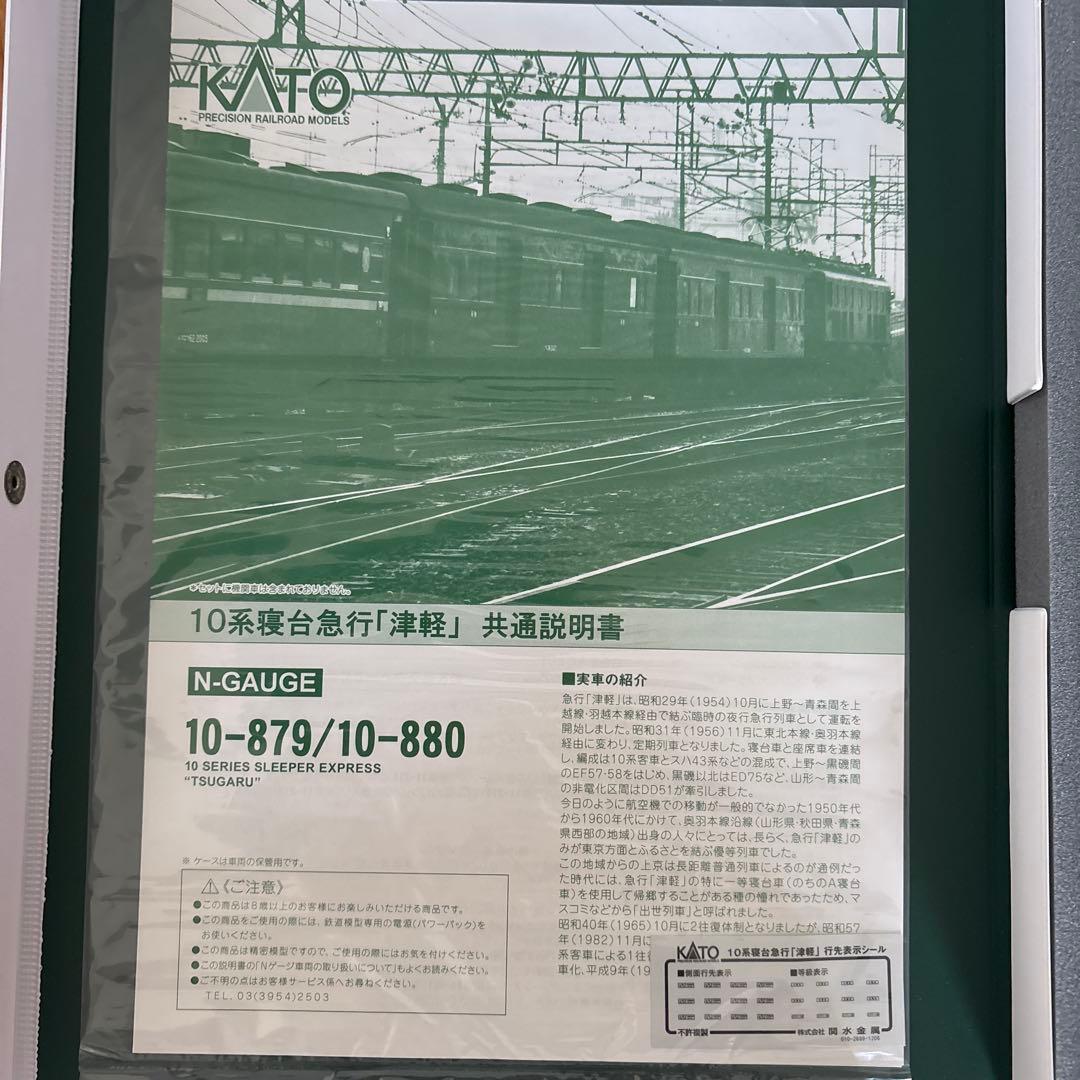 KATO
PRECISION RAILROAD MODELS
*セットに機関車は含まれておりません。
10系寝台急行「津軽」 共通説明書
N-GAUGE
10-879/10-880
10 SERIES SLEEPER EXPRESS
“TSUGARU”
※ ケースは車両の保管用です。
⚠《ご注意》
●この商品は8歳以上のお客様にお楽しみいただける商品です。
●この商品をご使用の際には、鉄道模型専用の電源(パワーパック)を
お使いください。
●この商品は精密模型ですので、ご使用の際にはお気を付けください。
●この説明書の「Nゲージ車両の取り扱いについて」もよくお読みください。
●ご不明の点はお客様サービス係へお尋ねください。
TEL. 03(3954)2503
■実車の紹介
急行「津軽」は、昭和29年(1954)10月に上野～青森間を上
越線・羽越本線経由で結ぶ臨時の夜行急行列車として運転を
開始しました。昭和31年(1956)11月に東北本線・奥羽本線
経由に変わり、定期列車となりました。寝台車と座席車を連結
し、編成は10系客車とスハ43系などの混成で、上野～黒磯間
のEF57・58をはじめ、黒磯以北はED75など、山形～青森間
の非電化区間はDD51が牽引しました。
今日のように航空機での移動が一般的でなかった1950年代
から1960年代にかけて、奥羽本線沿線(山形県・秋田県・青森
県西部の地域)出身の人々にとっては、長らく、急行「津軽」の
みが東京方面とふるさとを結ぶ優等列車でした。
この地域からの上京は長距離普通列車によるのが通例だっ
た時代には、急行「津軽」の特に一等寝台車(のちのA寝台
車)を使用して帰郷することがある種の憧れであったため、マ
スコミなどから「出世列車」と呼ばれました。
昭和40年(1965)10月に2往復体制となりましたが、昭和57
年(1982)11月に
系客車による1往復
車化、平成9年(19
KATO
PRECISION RAILROAD MODELS
10系寝台急行「津軽」行先表示シール
■側面行先表示
■等級表示
不許複製
株式会社 関水金属